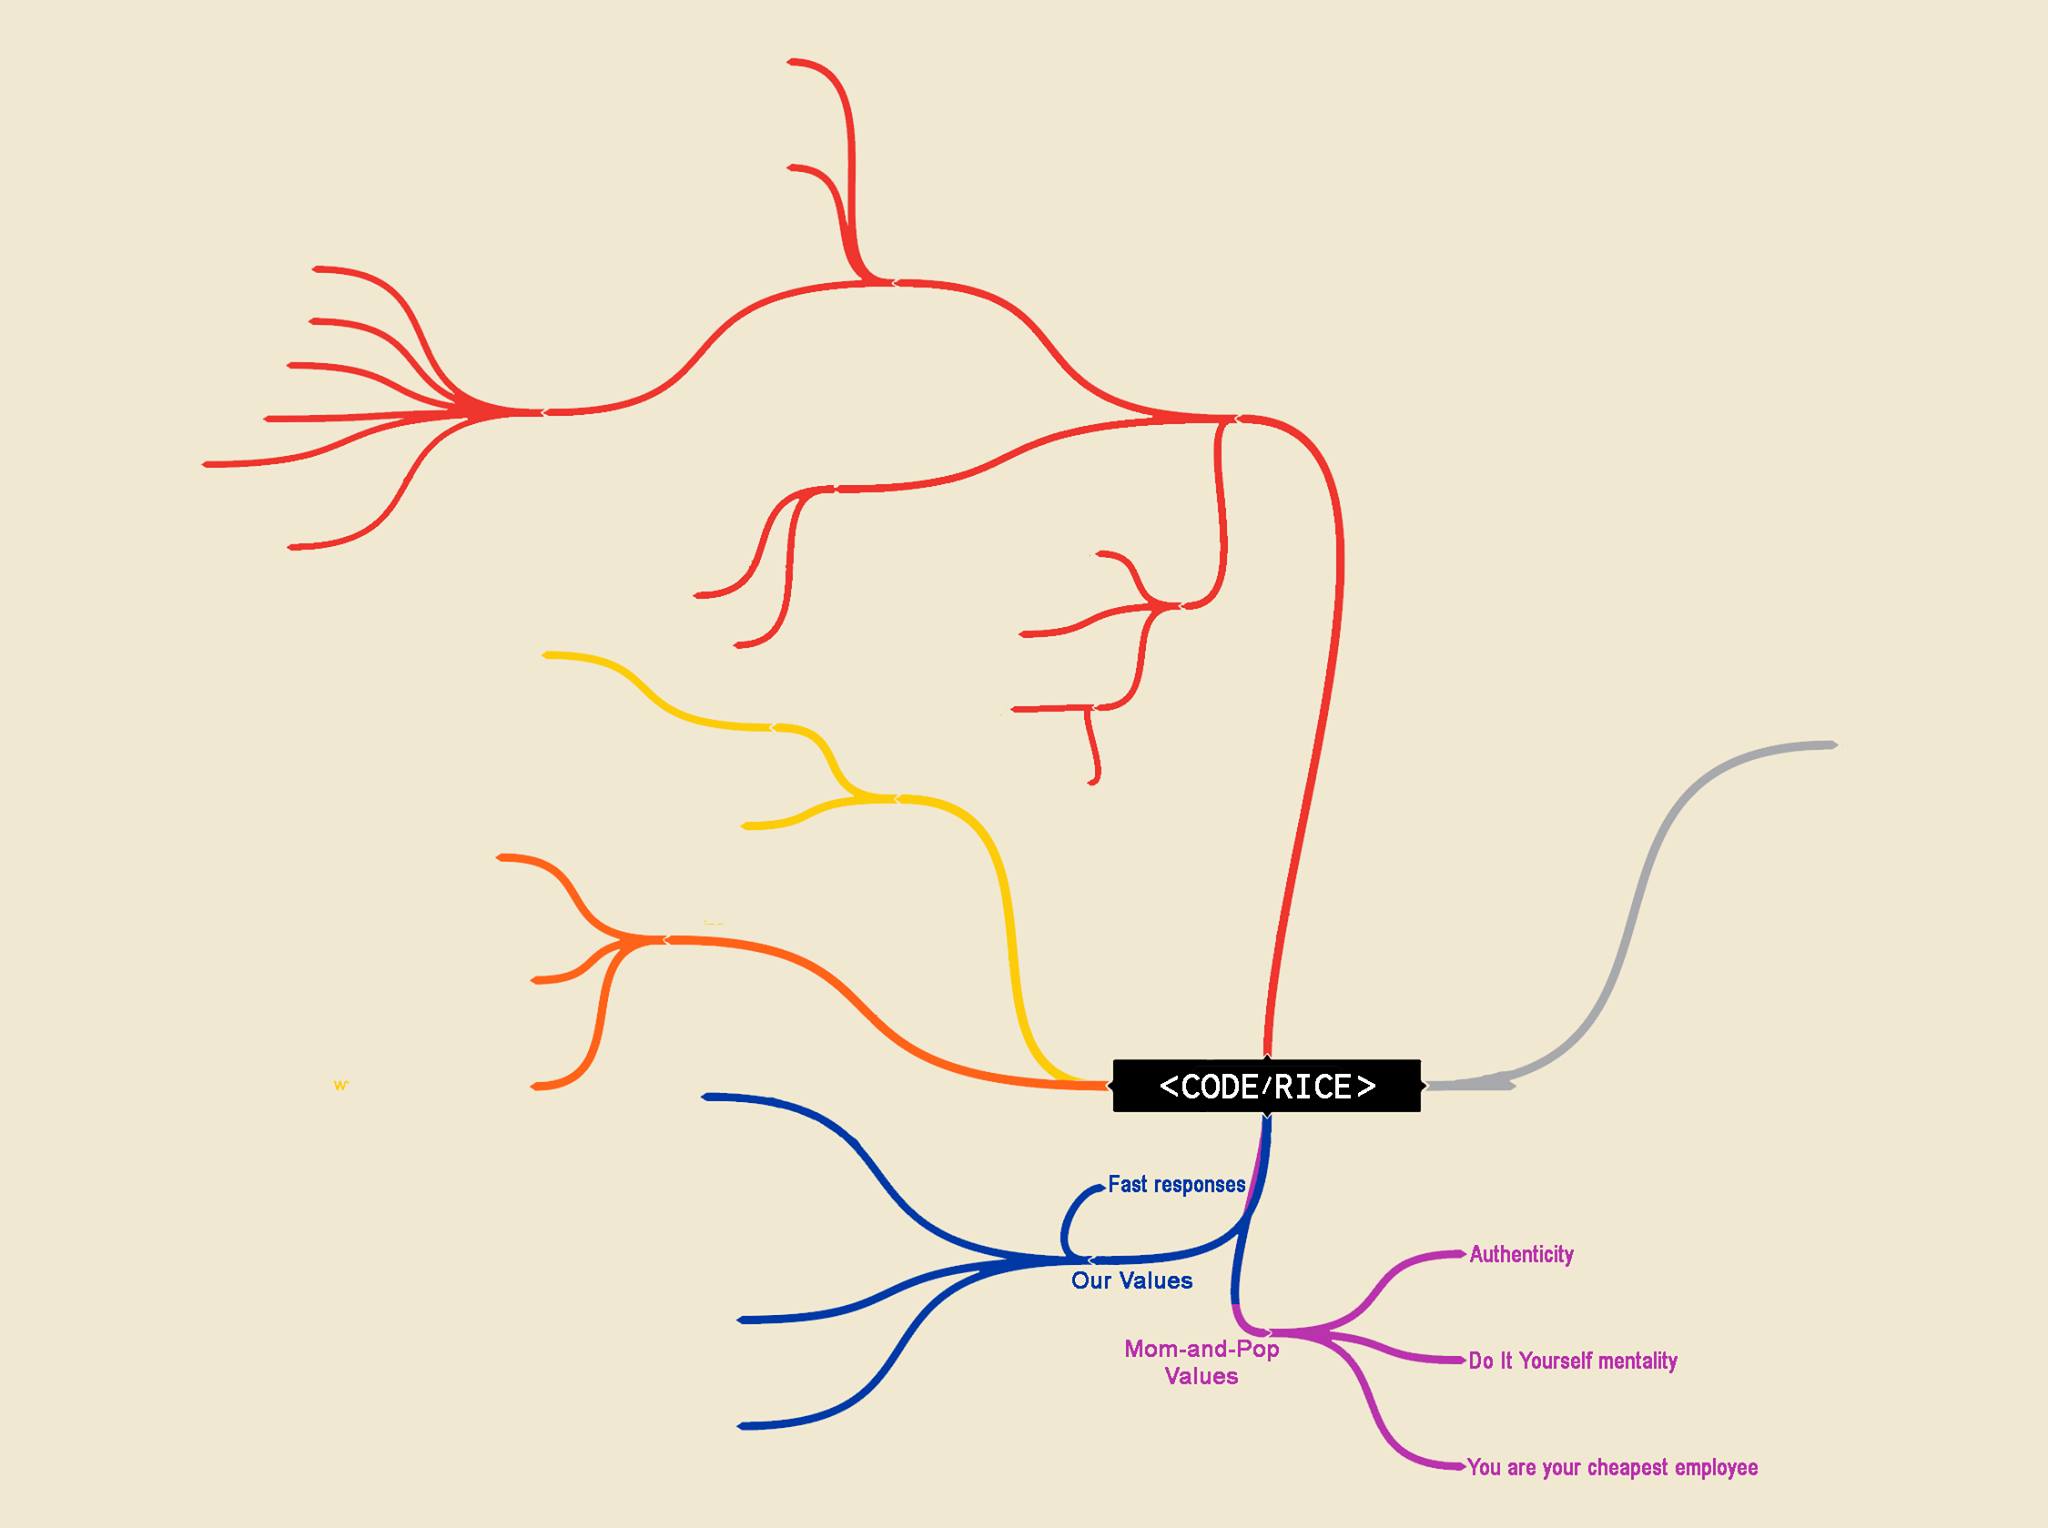 <CODE/RICE>
Fast responses
Our Values
Authenticity
Mom-and-Pop
Values
Do It Yourself mentality
You are your cheapest employee